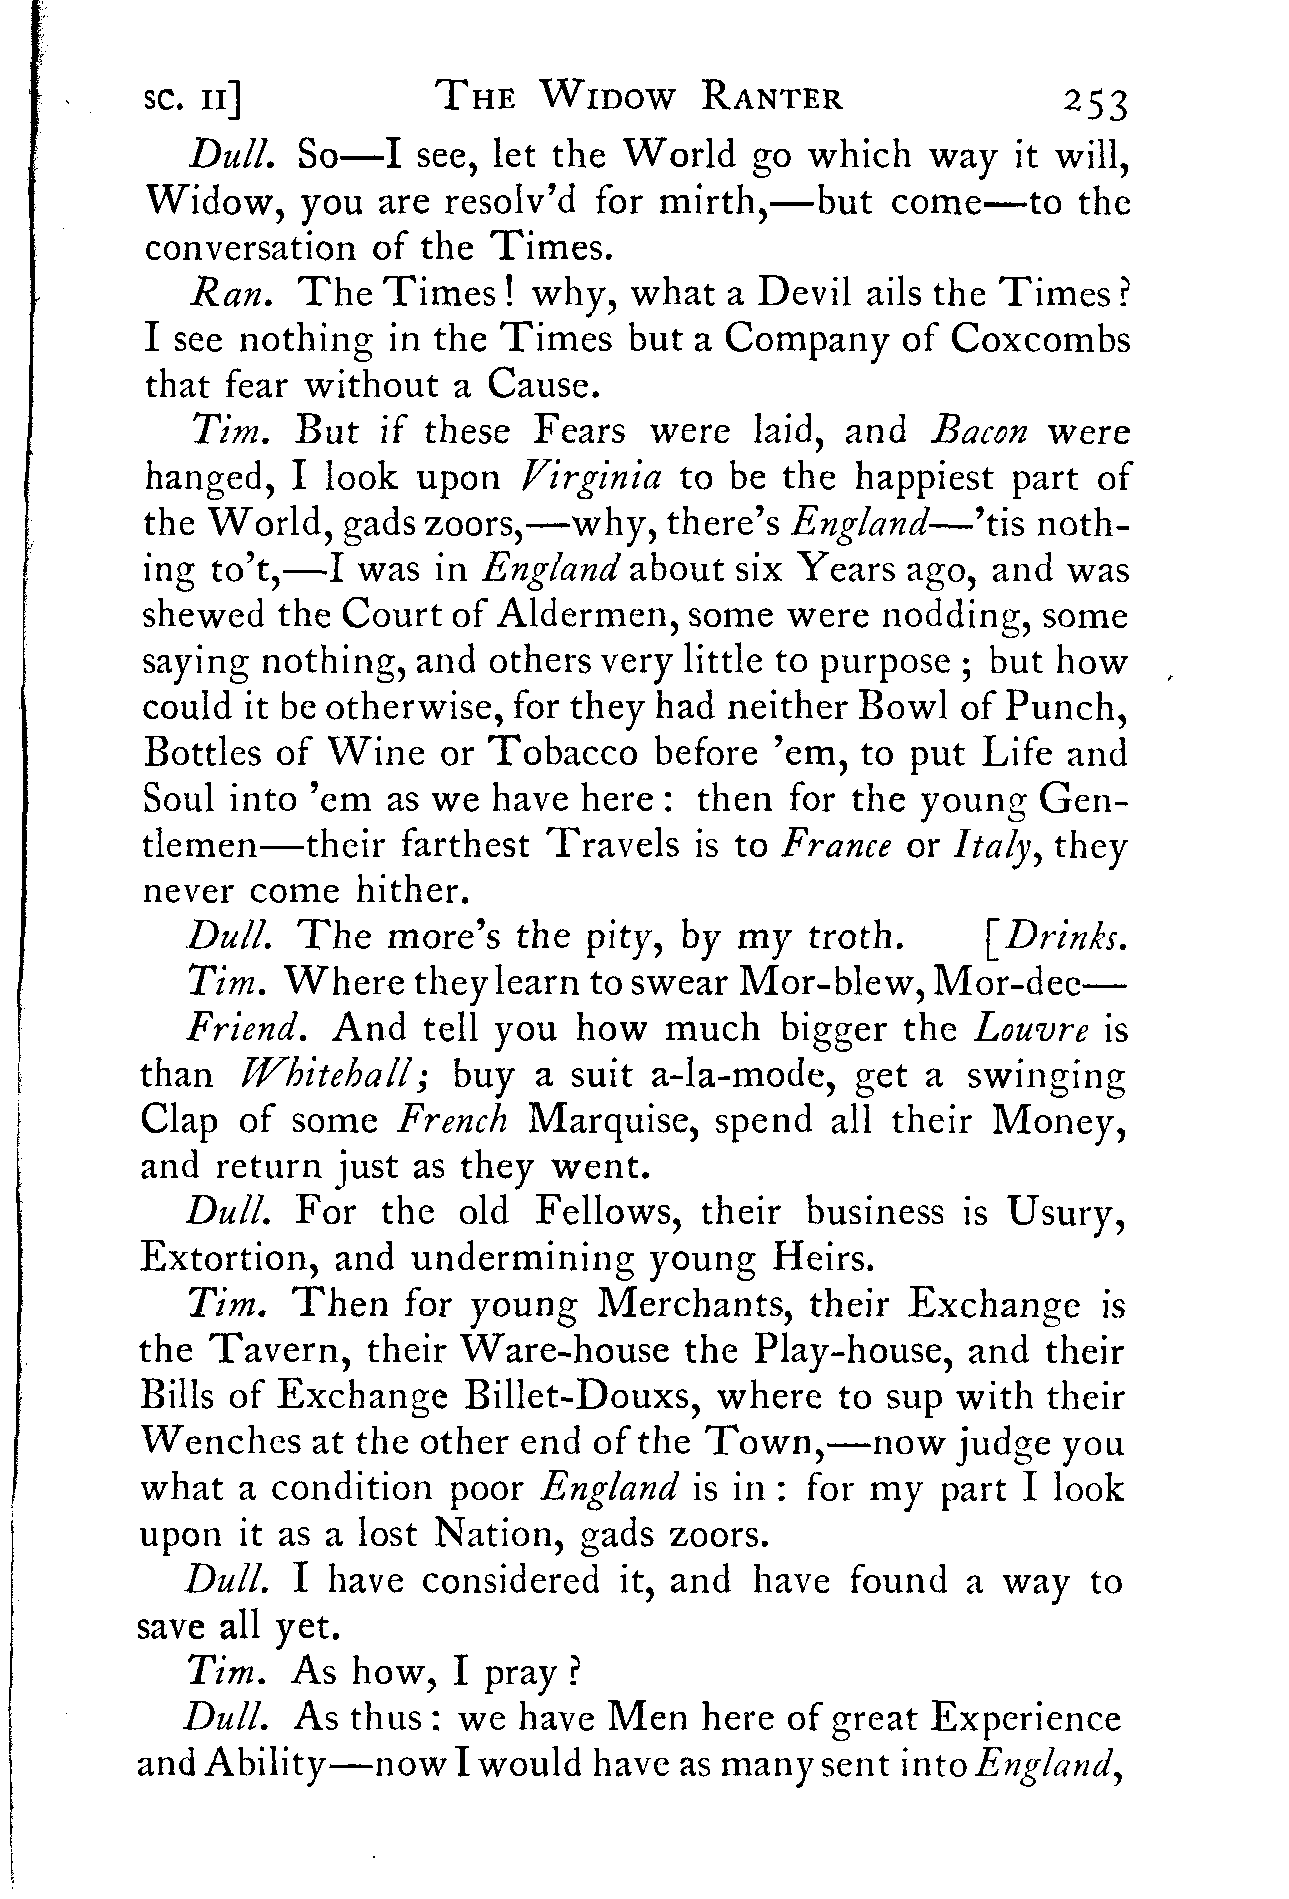 SC. II] THE WIDOW RANTER 253
Dull. So—I see, let the World go which way it will,
Widow, you are resolv'd for mirth,—but come—to the
conversation of the Times.
Ran. The Times! why, what a Devil ails the Times?
I see nothing in the Times but a Company of Coxcombs
that fear without a Cause.
Tim. But if these Fears were laid, and Bacon were
hanged, I look upon Virginia to be the happiest part of
the World, gads zoors,—why, there's England—'tis noth-
ing to't,—I was in England about six Years ago, and was
shewed the Court of Aldermen, some were nodding, some
saying nothing, and others very little to purpose; but how
could it be otherwise, for they had neither Bowl of Punch,
Bottles of Wine or Tobacco before 'em, to put Life and
Soul into 'em as we have here: then for the young Gen-
tlemen—their farthest Travels is to France or Italy, they
never come hither.
Dull. The more's the pity, by my troth. [Drinks.
Tim. Where they learn to swear Mor-blew, Mor-dee—
Friend. And tell you how much bigger the Louvre is
than Whitehall; buy a suit a-la-mode, get a swinging
Clap of some French Marquise, spend all their Money,
and return just as they went.
Dull. For the old Fellows, their business is Usury,
Extortion, and undermining young Heirs.
Tim. Then for young Merchants, their Exchange is
the Tavern, their Ware-house the Play-house, and their
Bills of Exchange Billet-Douxs, where to sup with their
Wenches at the other end of the Town,—now judge you
what a condition poor England is in: for my part I look
upon it as a lost Nation, gads zoors.
Dull. I have considered it, and have found a way to
save all yet.
Tim. As how, I pray?
Dull. As thus: we have Men here of great Experience
and Ability—now I would have as many sent into England,